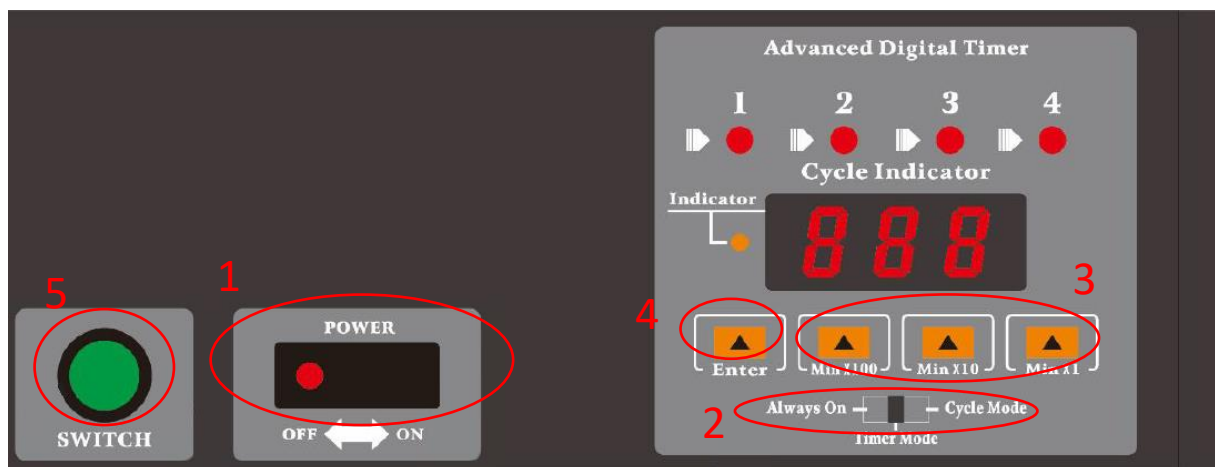 Advanced Digital Timer
1 2 3 4
Cycle Indicator
Indicator
888
5
1
3
4
POWER
Enter
Min X100
Min X10
Min X1
Always On
Cycle Mode
2
Timer Mode
SWITCH
OFF
ON